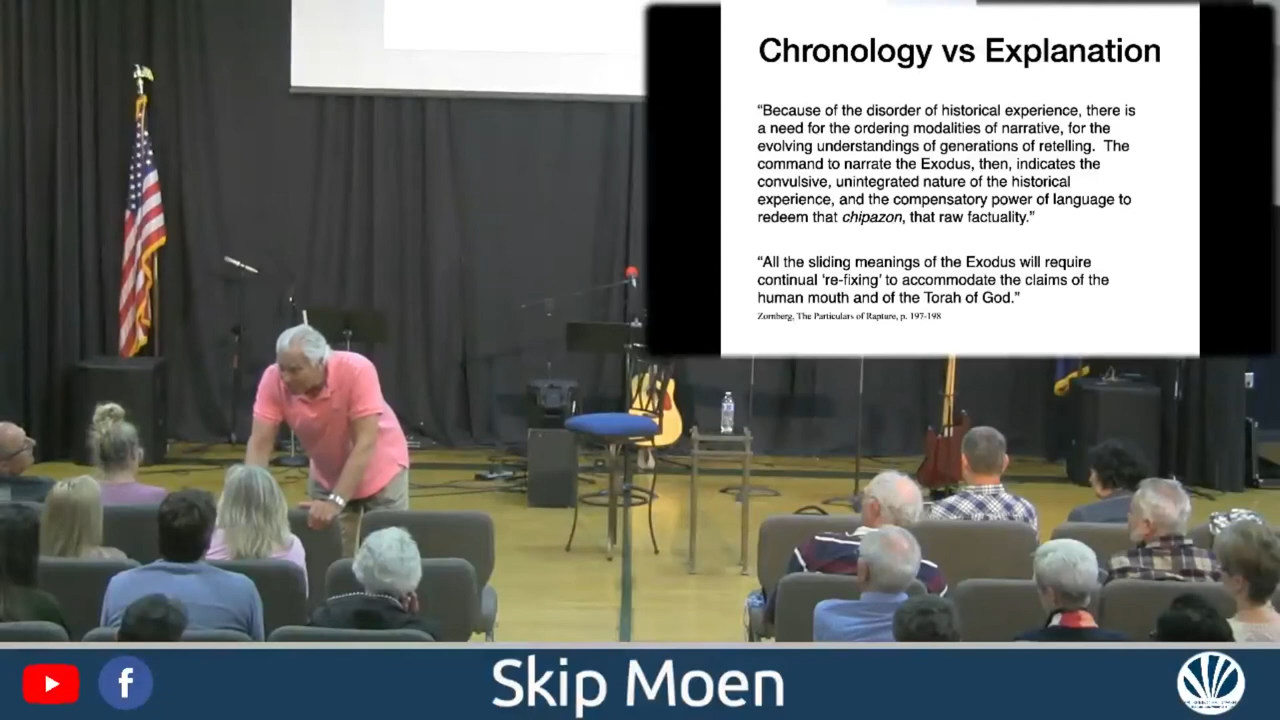 Chronology vs Explanation
“Because of the disorder of historical experience, there is
a need for the ordering modalities of narrative, for the
evolving understandings of generations of retelling.  The
command to narrate the Exodus, then, indicates the
convulsive, unintegrated nature of the historical
experience, and the compensatory power of language to
redeem that chipazon, that raw factuality.”
“All the sliding meanings of the Exodus will require
continual ‘re-fixing’ to accommodate the claims of the
human mouth and of the Torah of God.”
Zornberg, The Particulars of Rapture, p. 197-198
f
Skip Moen